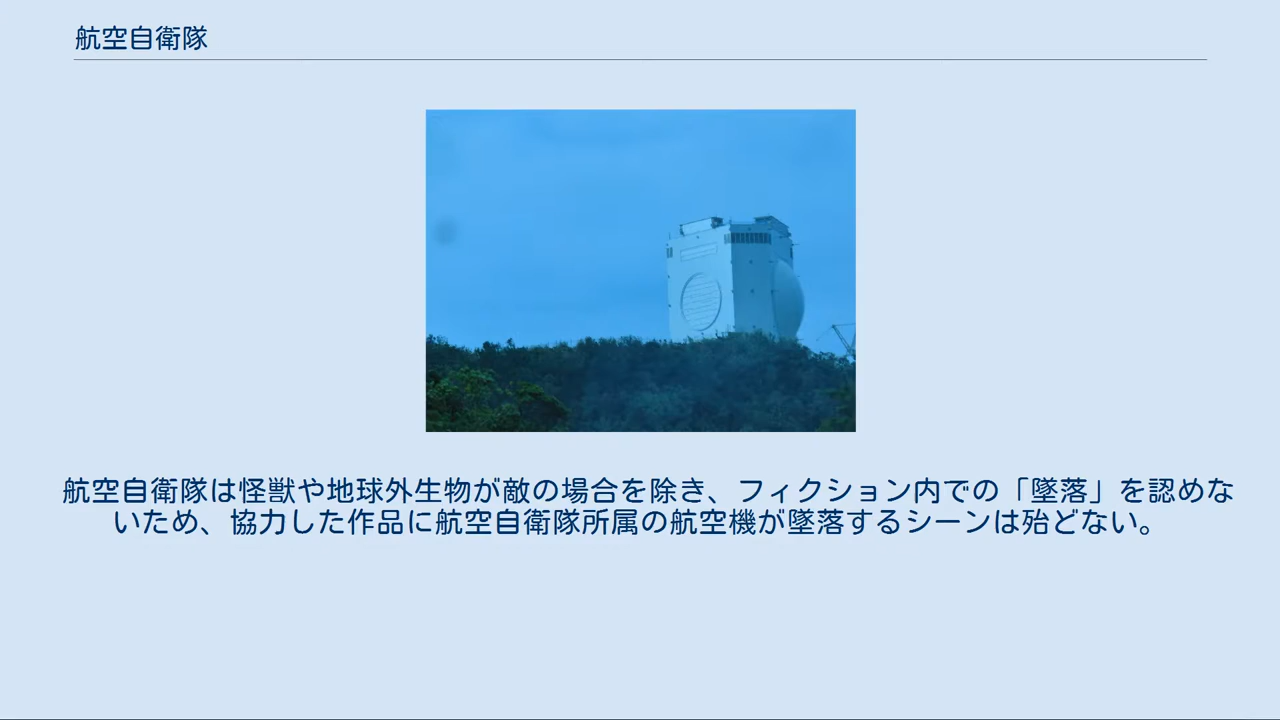 航空自衛隊
航空自衛隊は怪獣や地球外生物が敵の場合を除き、フィクション内での「墜落」を認めな
いため、協力した作品に航空自衛隊所属の航空機が墜落するシーンは殆どない。